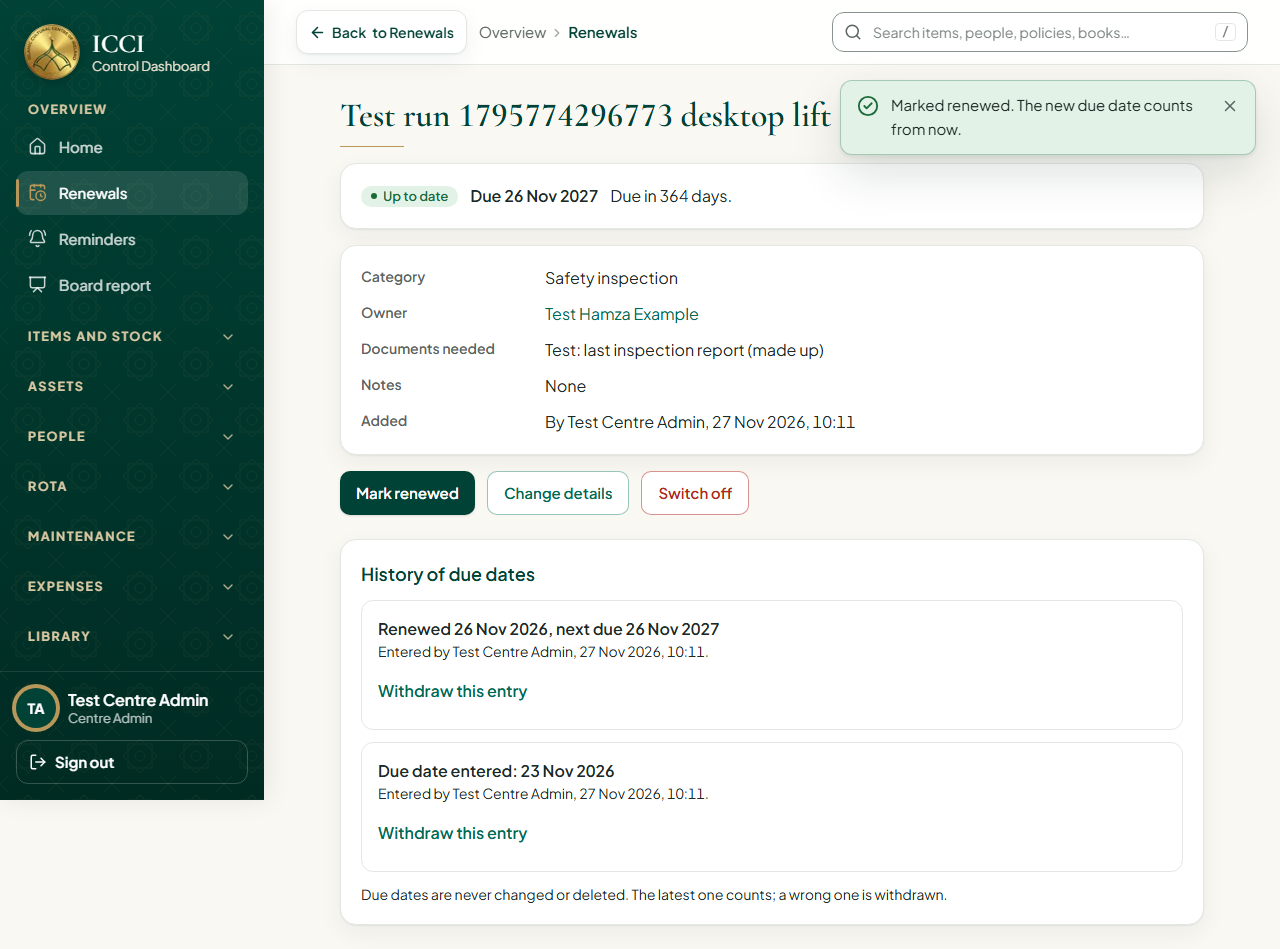 ICCI
Control Dashboard
OVERVIEW
Home
Renewals
Reminders
Board report
ITEMS AND STOCK
ASSETS
PEOPLE
ROTA
MAINTENANCE
EXPENSES
LIBRARY
TA
Test Centre Admin
Centre Admin
Sign out
Back to Renewals
Overview › Renewals
Search items, people, policies, books… /
Marked renewed. The new due date counts
from now.
Test run 1795774296773 desktop lift
Up to date Due 26 Nov 2027 Due in 364 days.
Category Safety inspection
Owner Test Hamza Example
Documents needed Test: last inspection report (made up)
Notes None
Added By Test Centre Admin, 27 Nov 2026, 10:11
Mark renewed Change details Switch off
History of due dates
Renewed 26 Nov 2026, next due 26 Nov 2027
Entered by Test Centre Admin, 27 Nov 2026, 10:11.
Withdraw this entry
Due date entered: 23 Nov 2026
Entered by Test Centre Admin, 27 Nov 2026, 10:11.
Withdraw this entry
Due dates are never changed or deleted. The latest one counts; a wrong one is withdrawn.